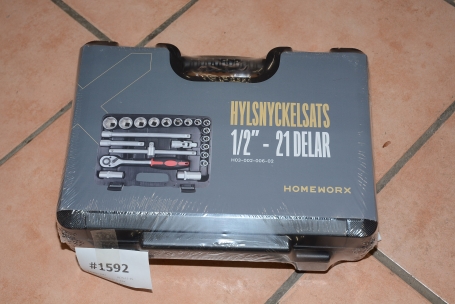 HYLSNYCKELSATS
1/2" - 21 DELAR
HOMEWORX
#1592